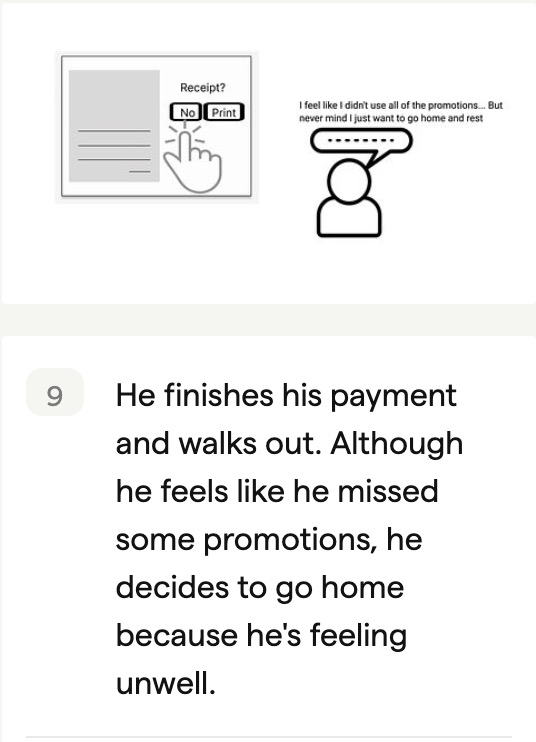 Receipt?
No Print
I feel like I didn't use all of the promotions... But
never mind I just want to go home and rest
9
He finishes his payment
and walks out. Although
he feels like he missed
some promotions, he
decides to go home
because he's feeling
unwell.